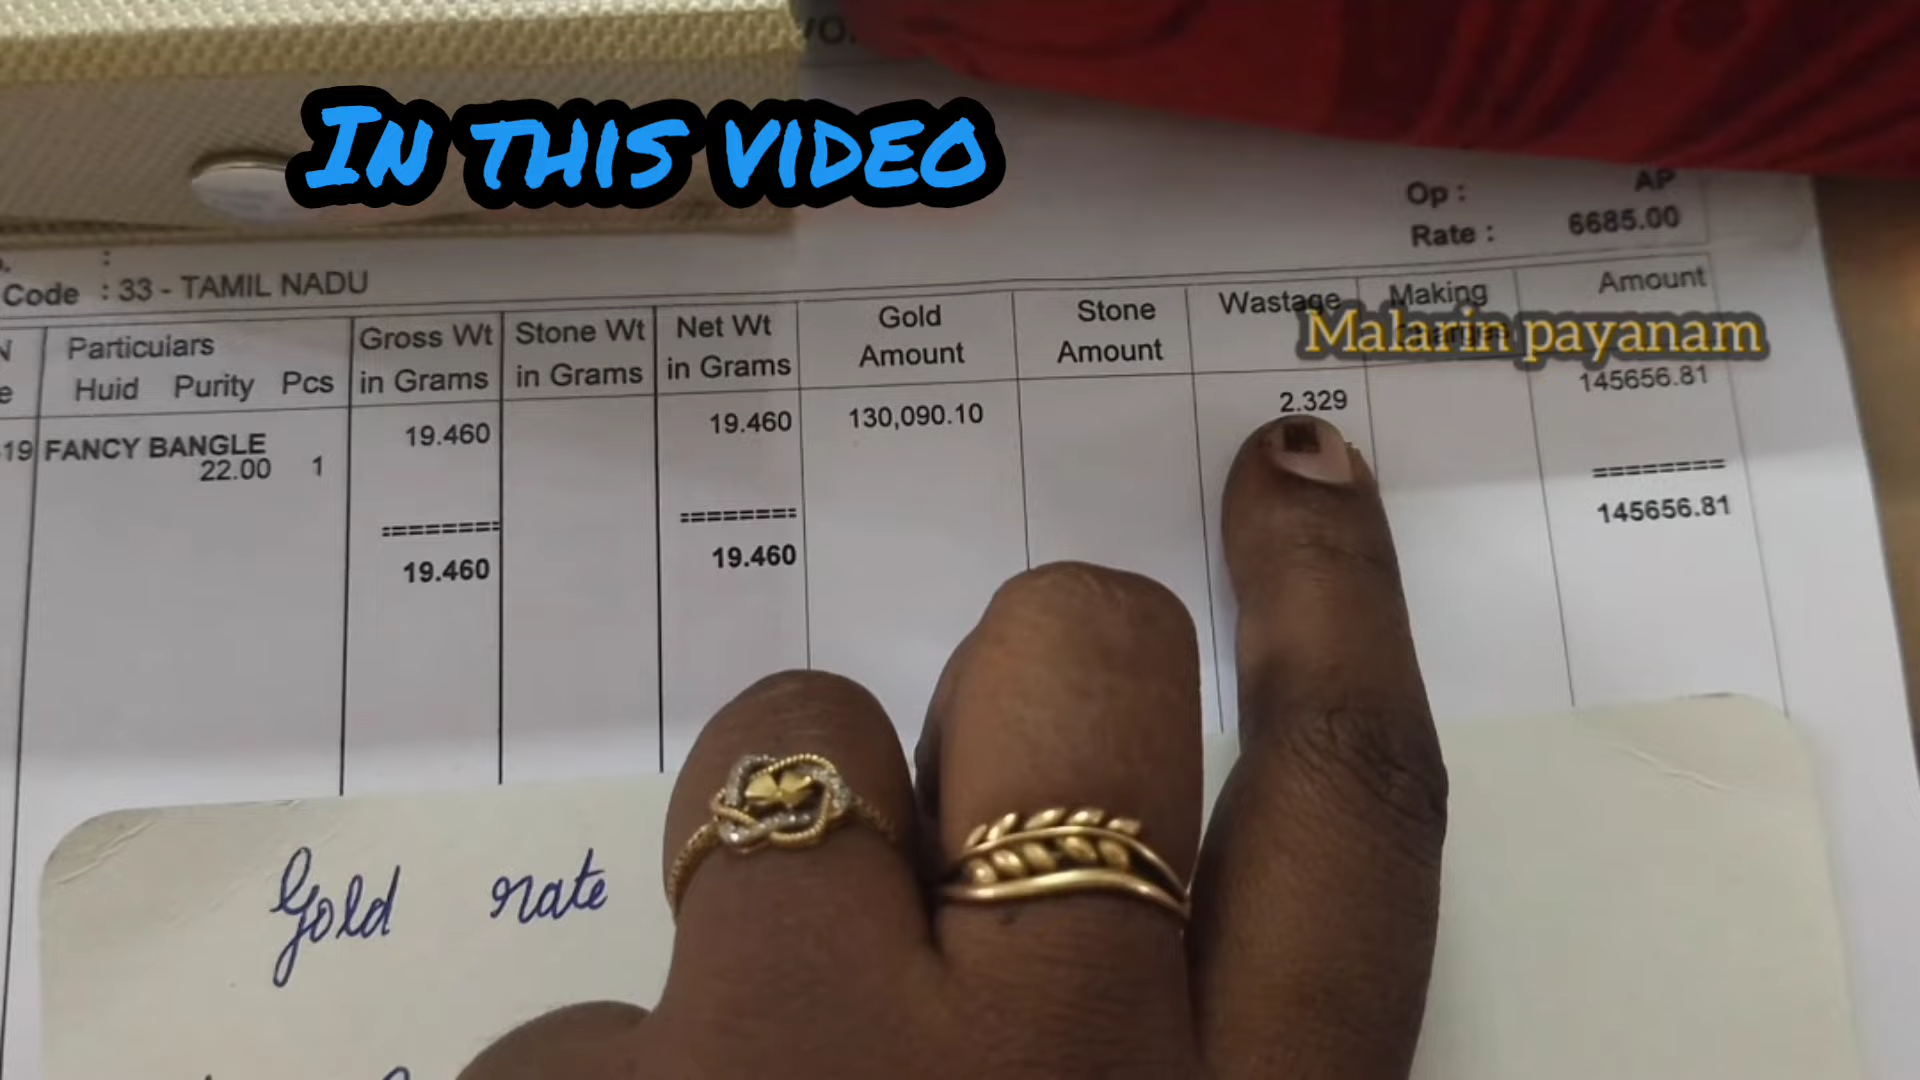 IN THIS VIDEO
Op : AP
Rate : 6685.00
Code : 33 - TAMIL NADU
Particulars
Huid Purity Pcs
Gross Wt
in Grams
Stone Wt
in Grams
Net Wt
in Grams
Gold
Amount
Stone
Amount
Wastage
Making
Amount
Malarin payanam
19 FANCY BANGLE
22.00 1
19.460
19.460
130,090.10
2.329
145656.81
========
========
========
19.460
19.460
145656.81
Gold rate